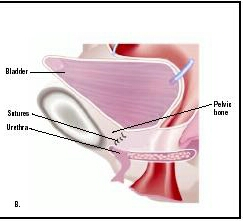 Bladder
Pelvic
bone
Sutures
Urethra
B.